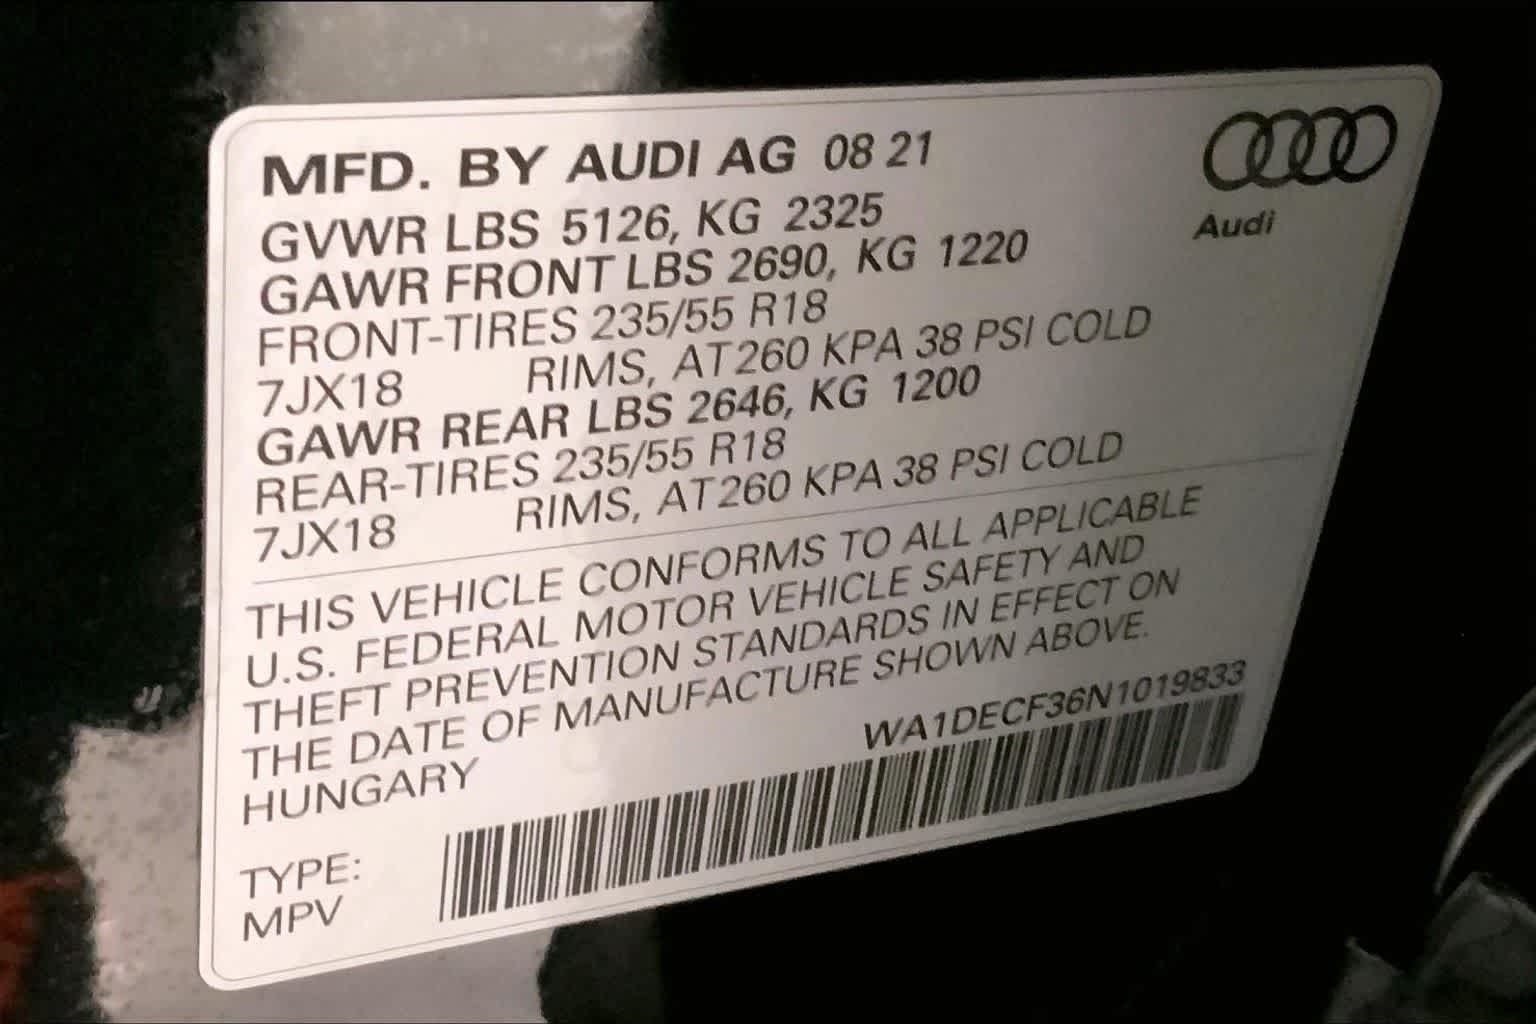 MFD. BY AUDI AG 08 21
GVWR LBS 5126, KG 2325
GAWR FRONT LBS 2690, KG 1220
FRONT-TIRES 235/55 R18
7JX18 RIMS, AT260 KPA 38 PSI COLD
GAWR REAR LBS 2646, KG 1200
REAR-TIRES 235/55 R18
7JX18 RIMS, AT260 KPA 38 PSI COLD
Audi
THIS VEHICLE CONFORMS TO ALL APPLICABLE
U.S. FEDERAL MOTOR VEHICLE SAFETY AND
THEFT PREVENTION STANDARDS IN EFFECT ON
THE DATE OF MANUFACTURE SHOWN ABOVE.
HUNGARY
WA1DECF36N1019833
TYPE:
MPV